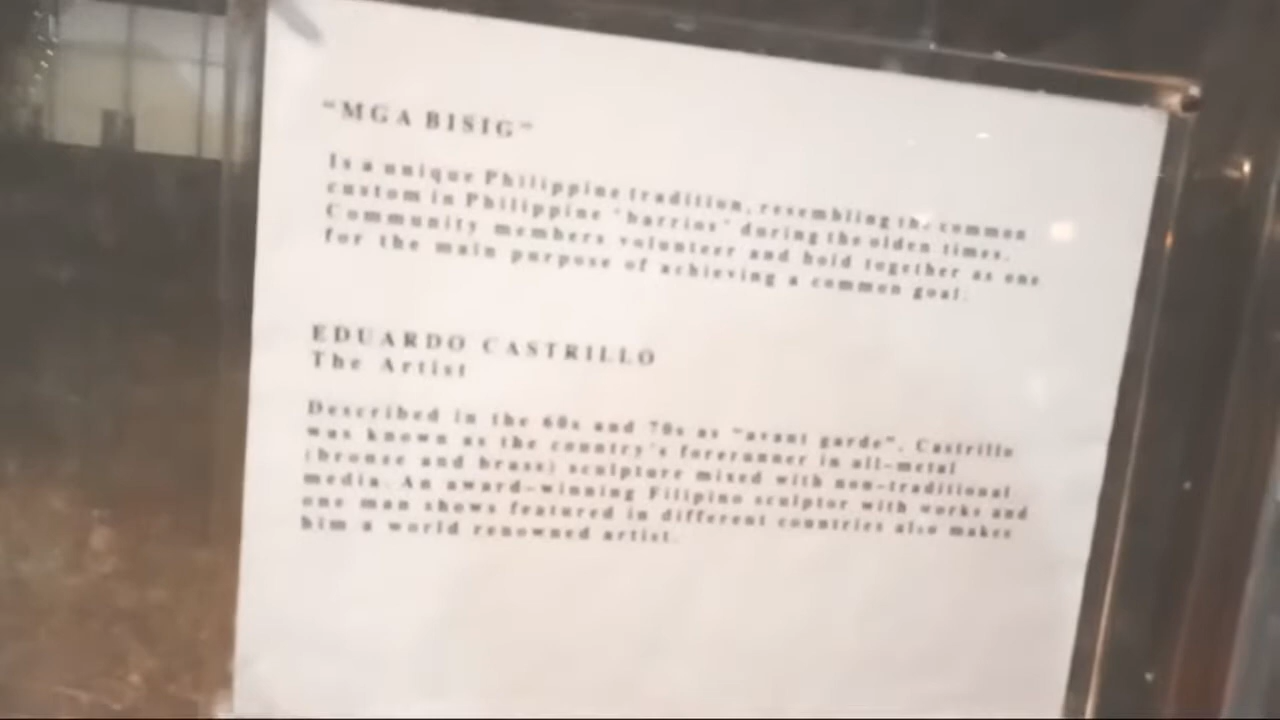 "MGA BISIG"
Is a unique Philippine tradition, resembling the common
custom in Philippine "barrios" during the olden times.
Community members volunteer and hold together as one
for the main purpose of achieving a common goal.
EDUARDO CASTRILLO
The Artist
Described in the 60s and 70s as "avant garde". Castrillo
was known as the country's forerunner in all-metal
(bronze and brass) sculpture mixed with non-traditional
media. An award-winning Filipino sculptor with works and
one man shows featured in different countries also makes
him a world renowned artist.